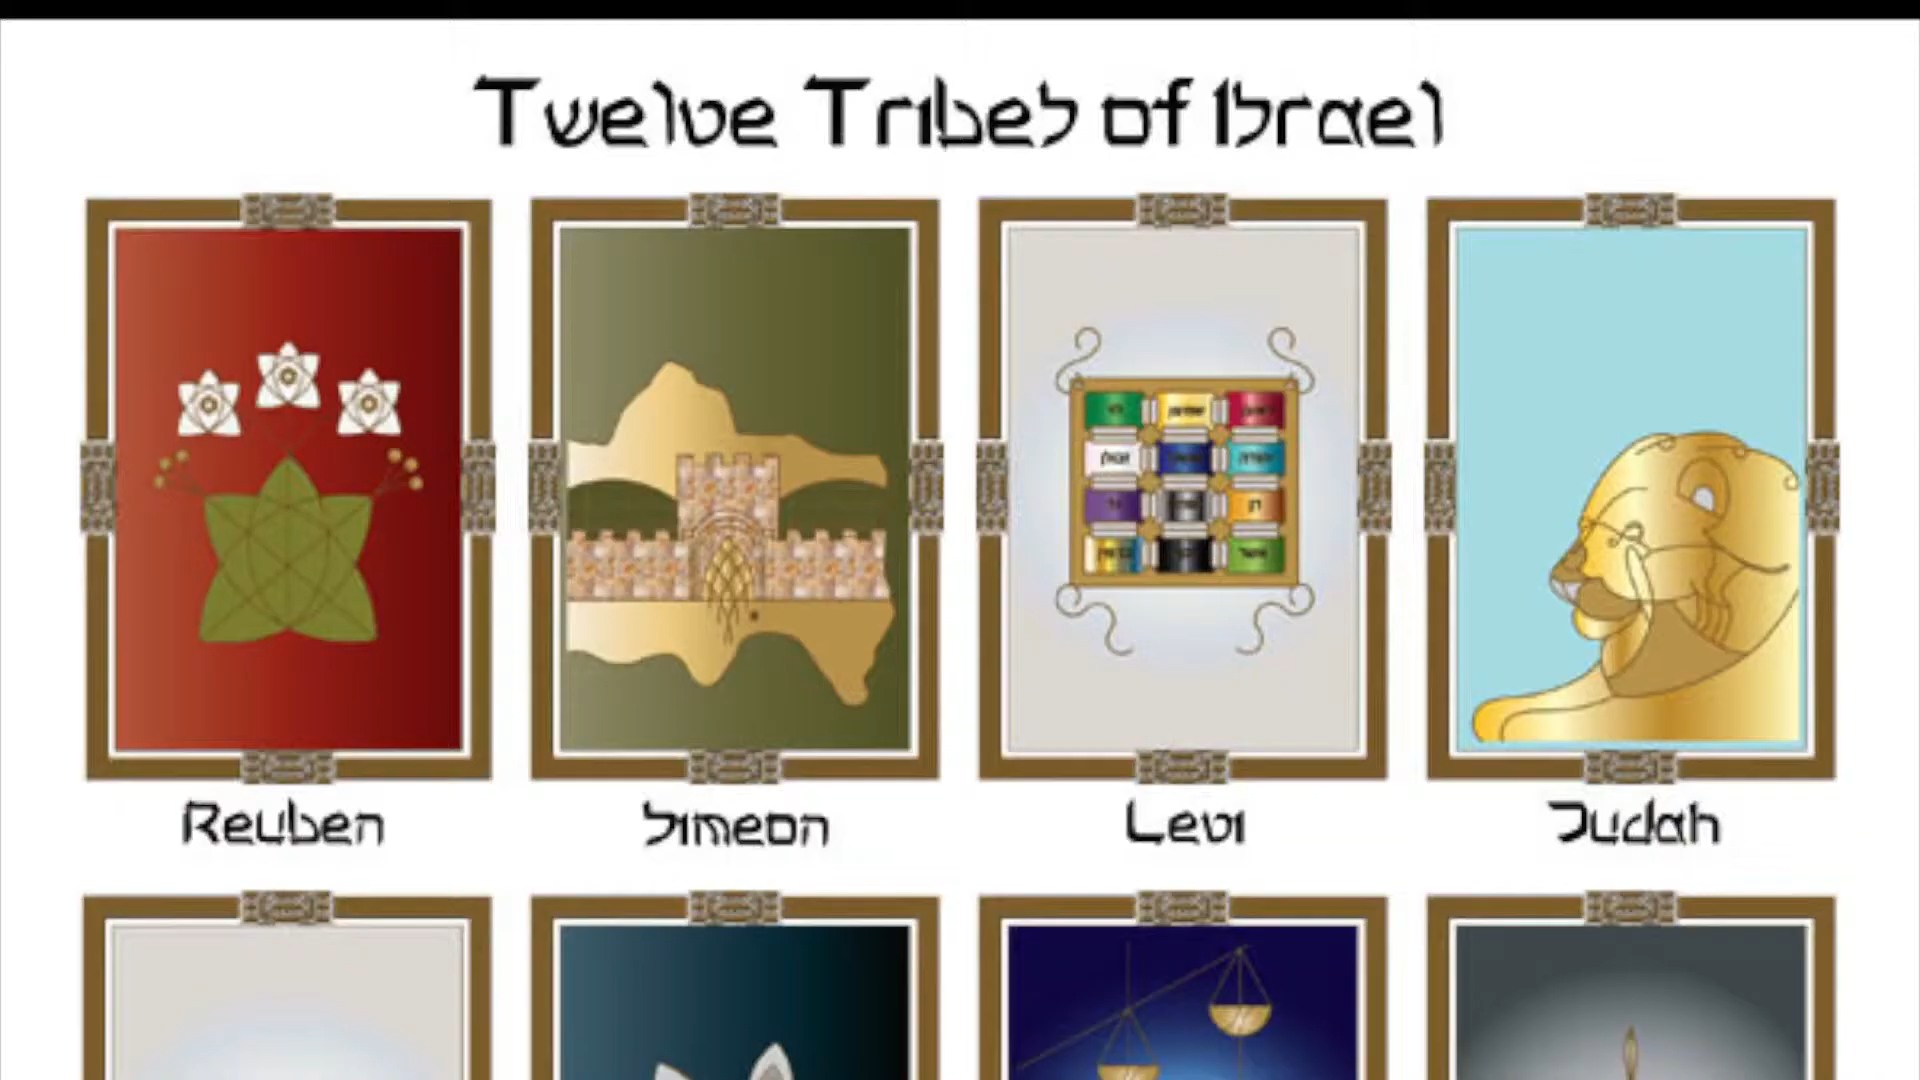 Twelve Tribes of Israel
Reuben
Simeon
Levi
Judah